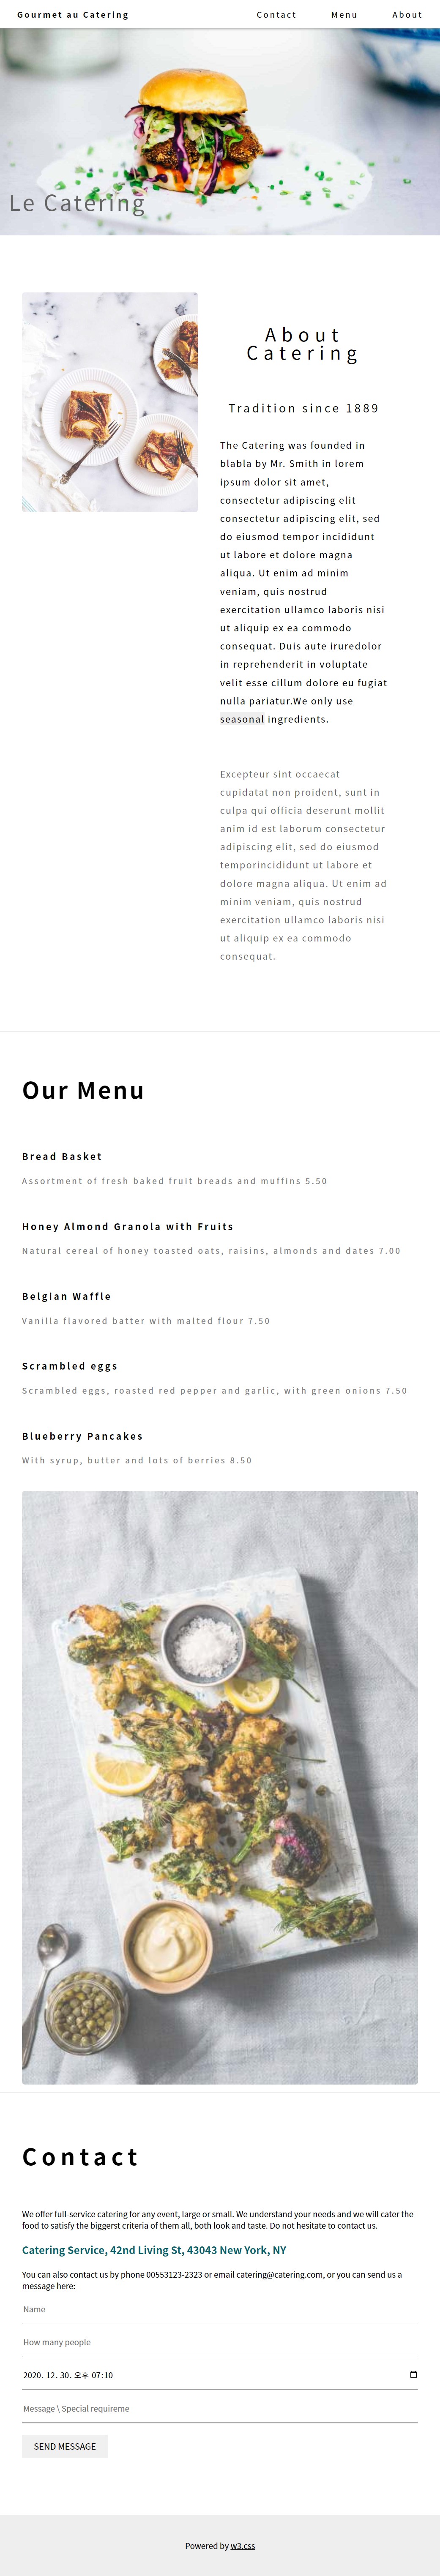 Gourmet au Catering
Contact Menu About
Le Catering
About
Catering
Tradition since 1889
The Catering was founded in
blabla by Mr. Smith in lorem
ipsum dolor sit amet,
consectetur adipiscing elit
consectetur adipiscing elit, sed
do eiusmod tempor incididunt
ut labore et dolore magna
aliqua. Ut enim ad minim
veniam, quis nostrud
exercitation ullamco laboris nisi
ut aliquip ex ea commodo
consequat. Duis aute iruredolor
in reprehenderit in voluptate
velit esse cillum dolore eu fugiat
nulla pariatur.We only use
seasonal ingredients.
Excepteur sint occaecat
cupidatat non proident, sunt in
culpa qui officia deserunt mollit
anim id est laborum consectetur
adipiscing elit, sed do eiusmod
temporincididunt ut labore et
dolore magna aliqua. Ut enim ad
minim veniam, quis nostrud
exercitation ullamco laboris nisi
ut aliquip ex ea commodo
consequat.
Our Menu
Bread Basket
Assortment of fresh baked fruit breads and muffins 5.50
Honey Almond Granola with Fruits
Natural cereal of honey toasted oats, raisins, almonds and dates 7.00
Belgian Waffle
Vanilla flavored batter with malted flour 7.50
Scrambled eggs
Scrambled eggs, roasted red pepper and garlic, with green onions 7.50
Blueberry Pancakes
With syrup, butter and lots of berries 8.50
Contact
We offer full-service catering for any event, large or small. We understand your needs and we will cater the
food to satisfy the biggerst criteria of them all, both look and taste. Do not hesitate to contact us.
Catering Service, 42nd Living St, 43043 New York, NY
You can also contact us by phone 00553123-2323 or email catering@catering.com, or you can send us a
message here:
Name
How many people
2020. 12. 30. 오후 07:10
Message \ Special requireme
SEND MESSAGE
Powered by w3.css